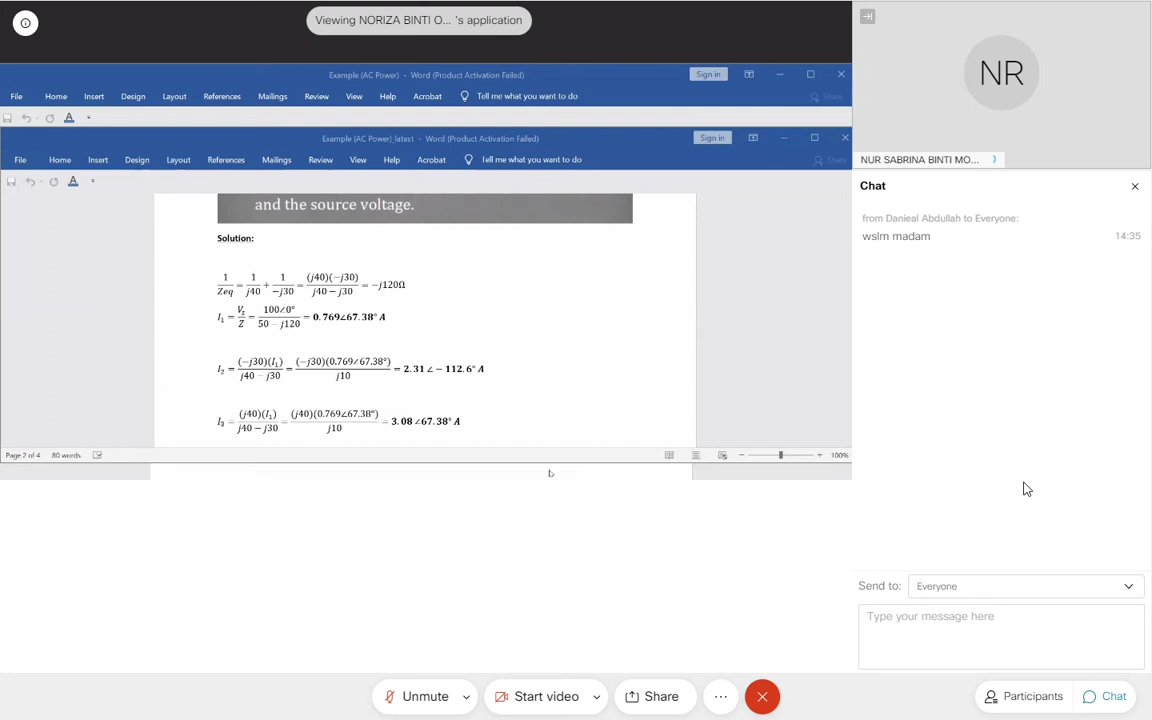 Viewing NORIZA BINTI O... 's application
Example (AC Power) - Word (Product Activation Failed)
Sign in
File Home Insert Design Layout References Mailings Review View Help Acrobat Tell me what you want to do Share
Example (AC Power)_latest - Word (Product Activation Failed)
Sign in
File Home Insert Design Layout References Mailings Review View Help Acrobat Tell me what you want to do Share
and the source voltage.
Solution:
1/Zeq = 1/j40 + 1/-j30 = (j40)(-j30)/j40 - j30 = -j120Ω
I₁ = Vs/Z = 100∠0°/50 - j120 = 0.769∠67.38° A
I₂ = (-j30)(I₁)/j40 - j30 = (-j30)(0.769∠67.38°)/j10 = 2.31∠ - 112.6° A
I₃ = (j40)(I₁)/j40 - j30 = (j40)(0.769∠67.38°)/j10 = 3.08∠67.38° A
Page 2 of 4 80 words
100%
NR
NUR SABRINA BINTI MO...
Chat
from Danieal Abdullah to Everyone:
wslm madam 14:35
Send to: Everyone
Type your message here
Unmute Start video Share
Participants Chat